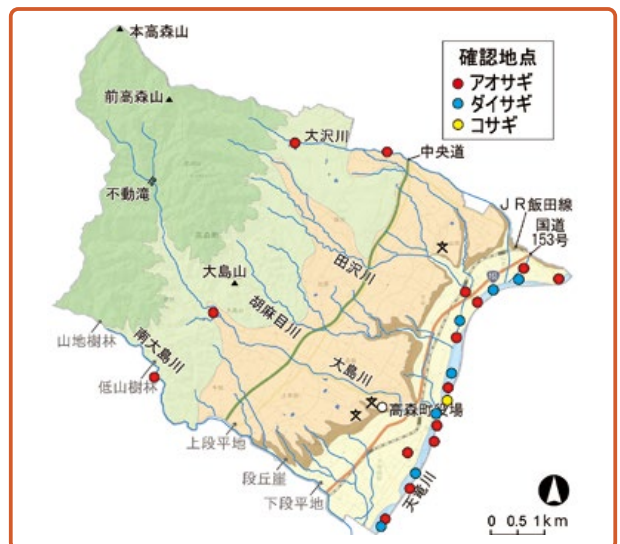 本高森山
前高森山
不動滝
大沢川
確認地点
アオサギ
ダイサギ
コサギ
中央道
JR飯田線
国道
153号
田沢川
大島山
胡麻目川
山地樹林
南大島川
低山樹林
大島川
高森町役場
上段平地
段丘崖
下段平地
天竜川
0 0.5 1km